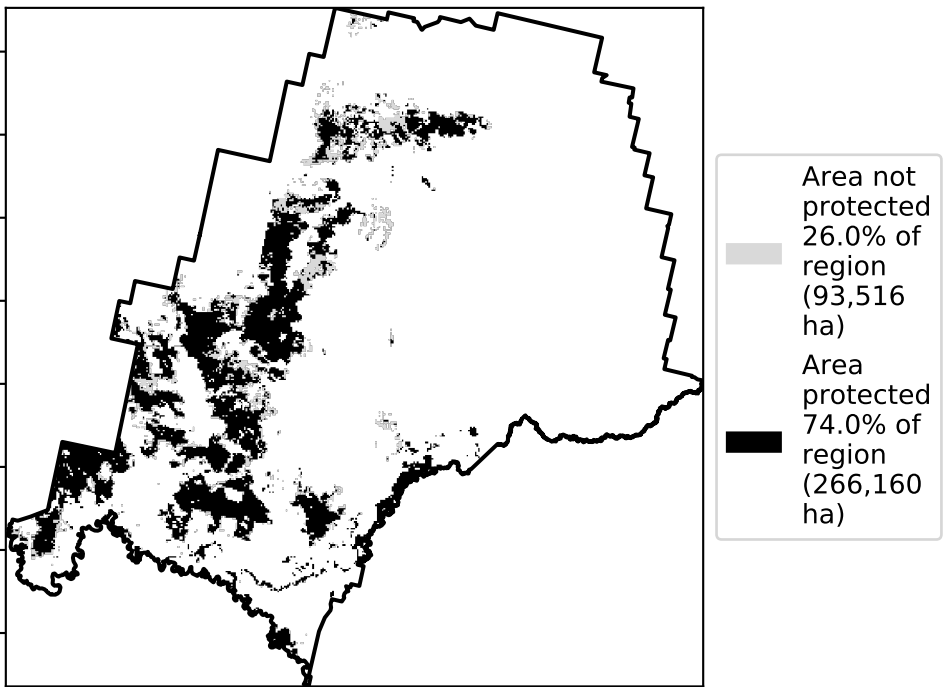 Area not
protected
26.0% of
region
(93,516
ha)
Area
protected
74.0% of
region
(266,160
ha)